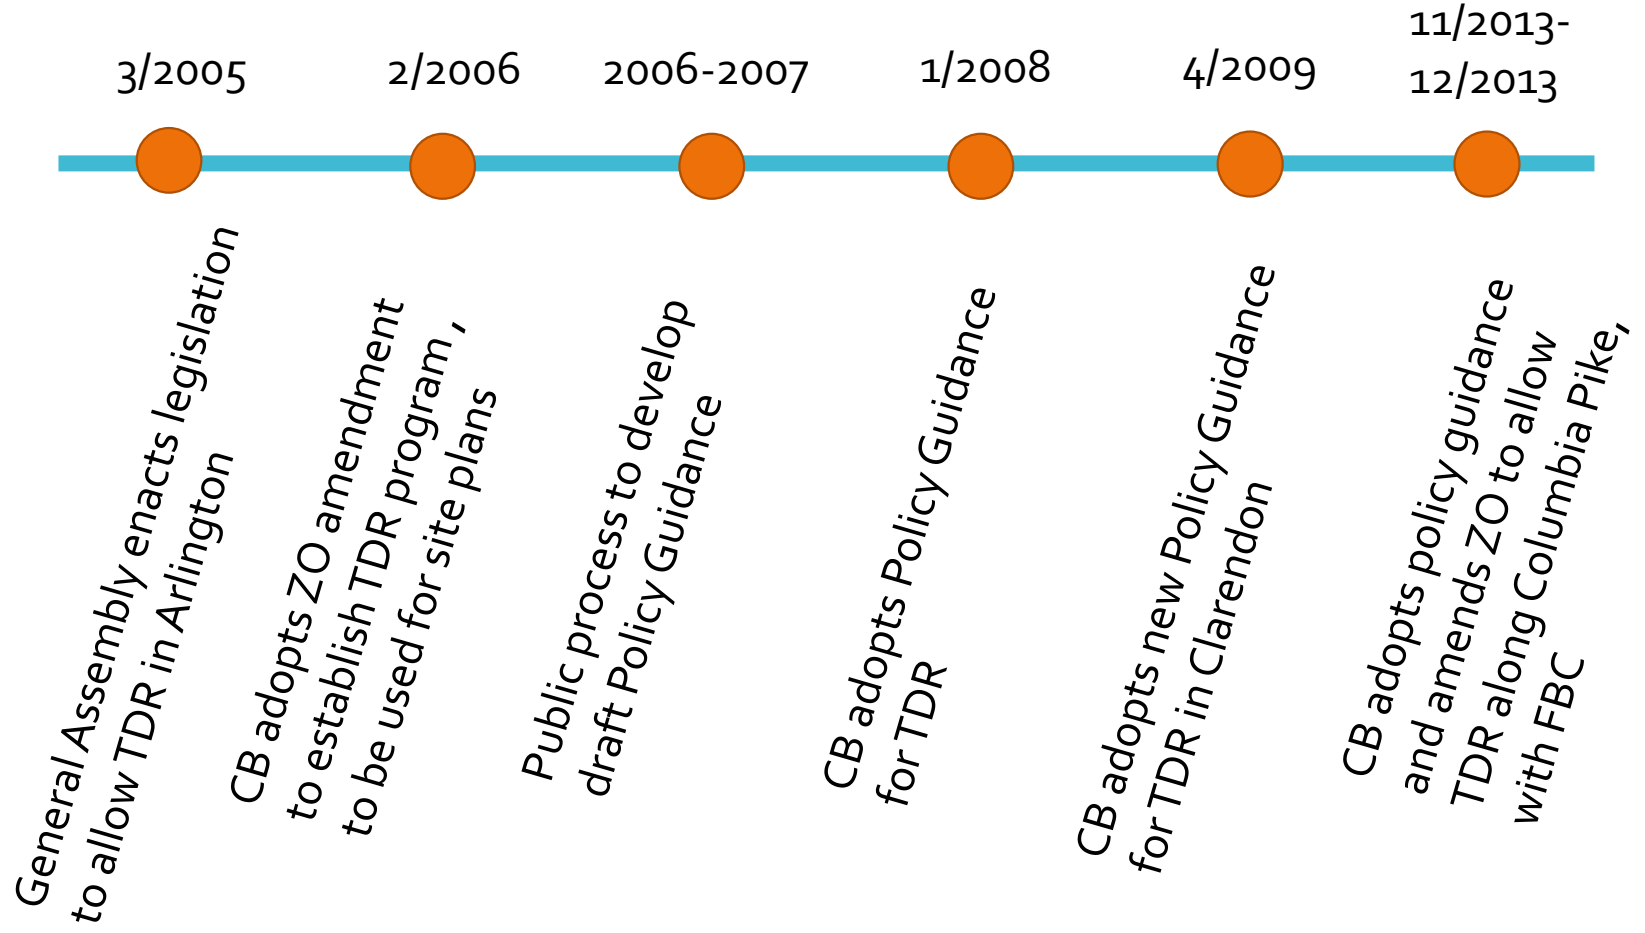 3/2005
General Assembly enacts legislation
to allow TDR in Arlington
2/2006
CB adopts ZO amendment
to establish TDR program ,
to be used for site plans
2006-2007
Public process to develop
draft Policy Guidance
1/2008
CB adopts Policy Guidance
for TDR
4/2009
CB adopts new Policy Guidance
for TDR in Clarendon
11/2013-
12/2013
CB adopts policy guidance
and amends ZO to allow
TDR along Columbia Pike,
with FBC